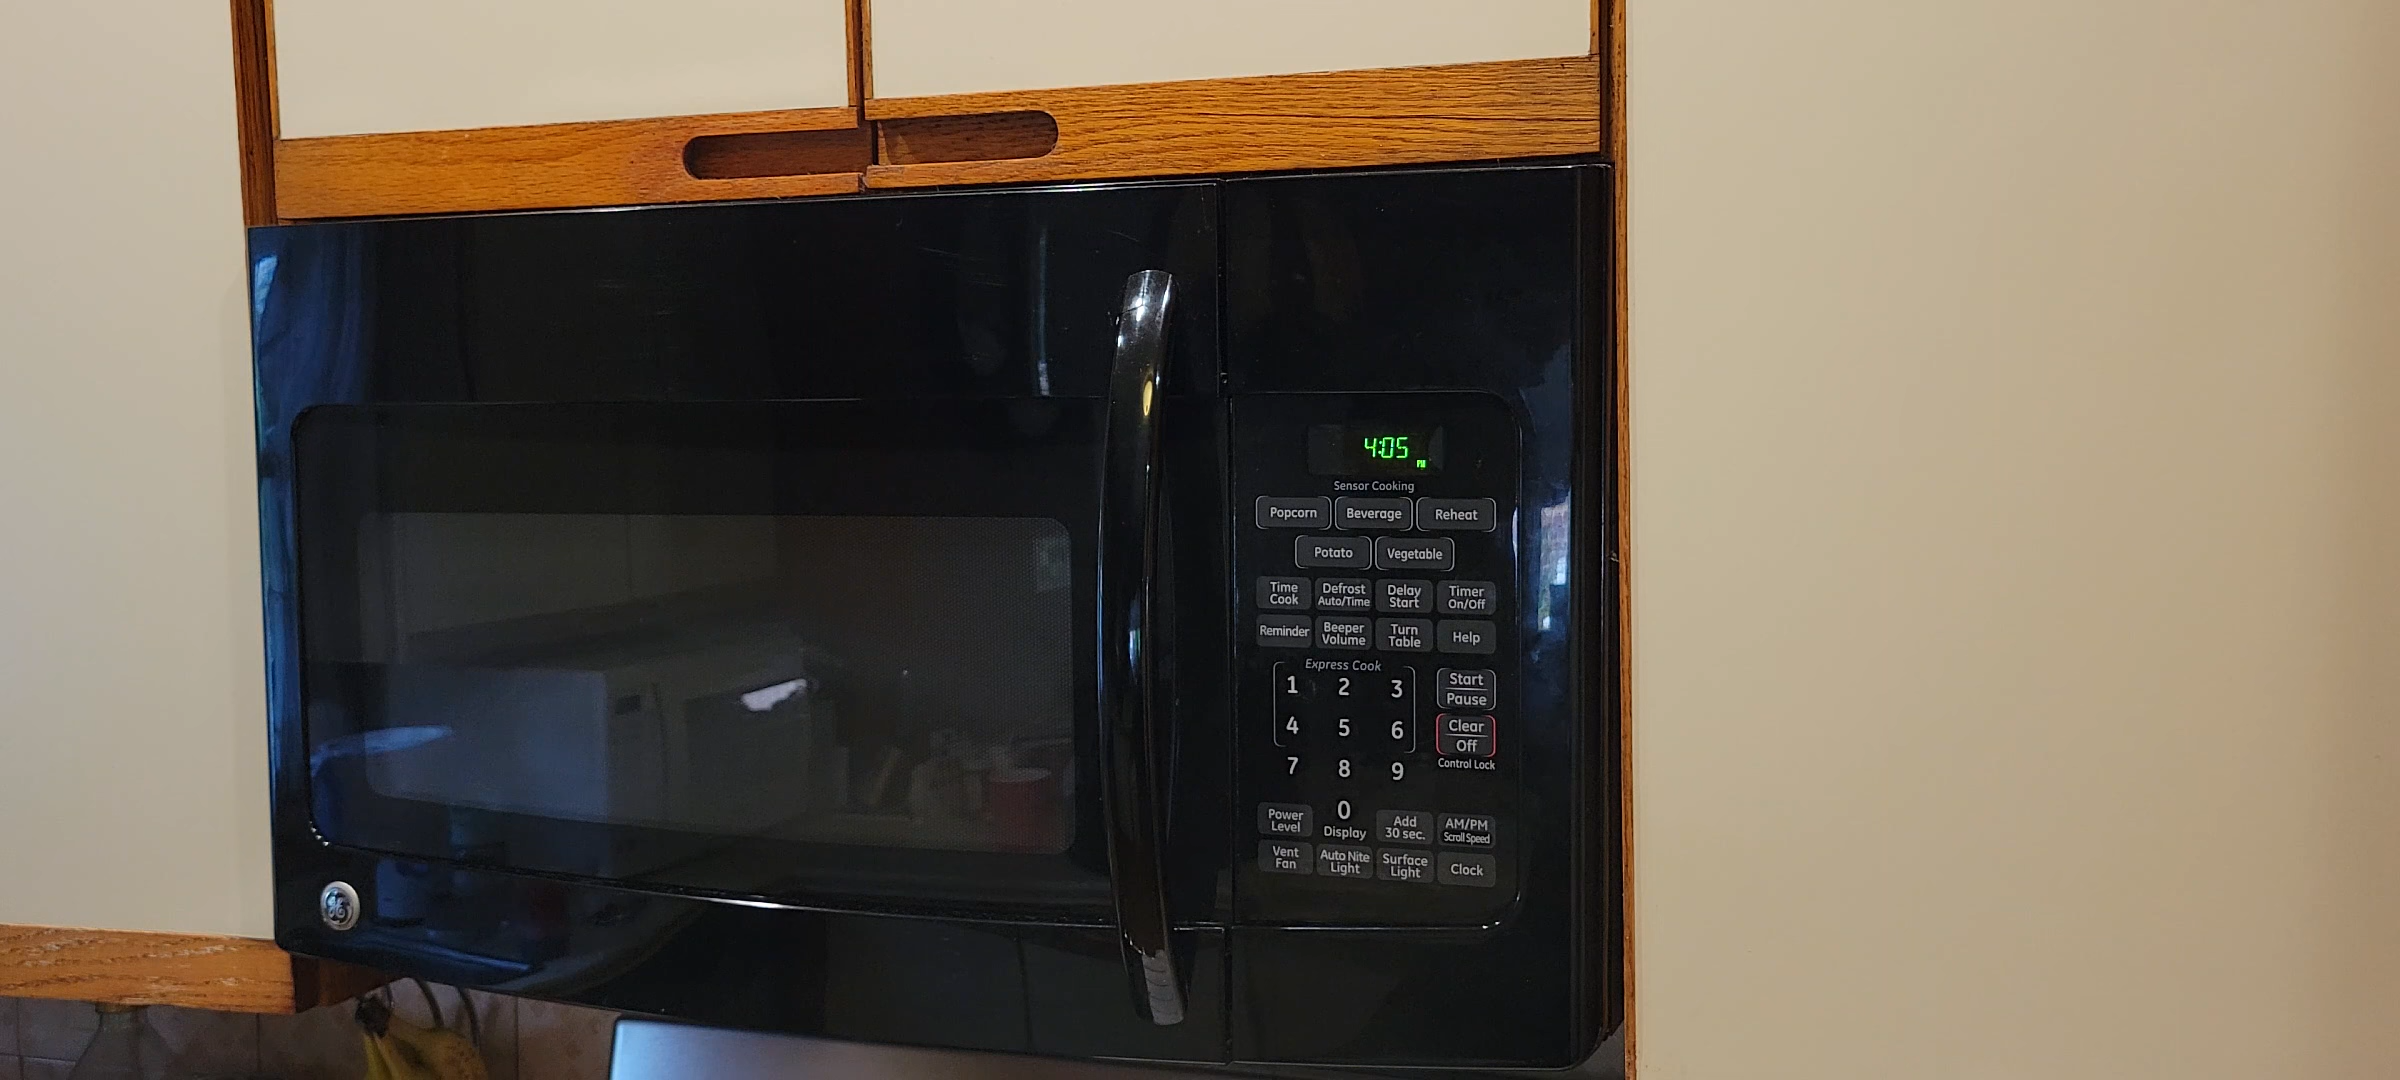 4:05 PM
Sensor Cooking
Popcorn Beverage Reheat
Potato Vegetable
Time Cook Defrost Auto/Time Delay Start Timer On/Off
Reminder Beeper Volume Turn Table Help
Express Cook
1 2 3 Start Pause
4 5 6 Clear Off
Control Lock
7 8 9
0
Display
Power Level Add 30 sec. AM/PM Scroll Speed
Vent Fan Auto Nite Light Surface Light Clock
GE